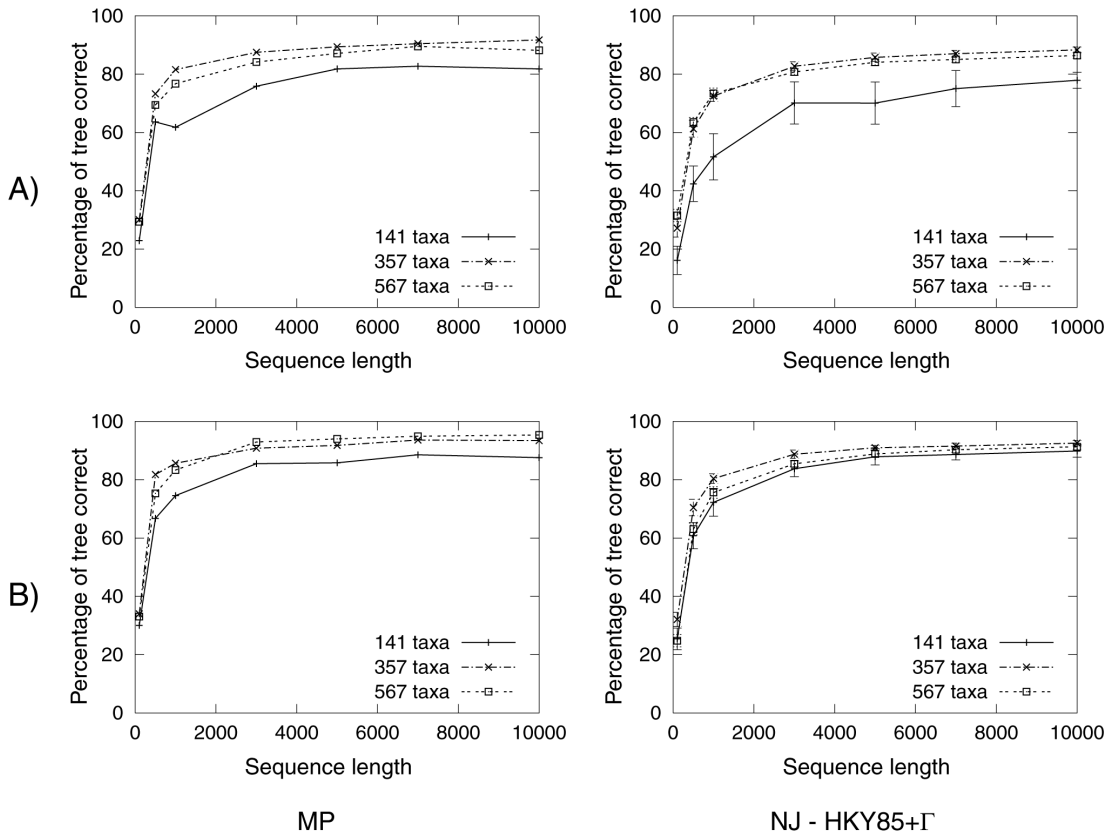 A)
Percentage of tree correct
100
80
60
40
20
0
141 taxa
357 taxa
567 taxa
0 2000 4000 6000 8000 10000
Sequence length
Percentage of tree correct
100
80
60
40
20
0
141 taxa
357 taxa
567 taxa
0 2000 4000 6000 8000 10000
Sequence length
B)
Percentage of tree correct
100
80
60
40
20
0
141 taxa
357 taxa
567 taxa
0 2000 4000 6000 8000 10000
Sequence length
MP
Percentage of tree correct
100
80
60
40
20
0
141 taxa
357 taxa
567 taxa
0 2000 4000 6000 8000 10000
Sequence length
NJ - HKY85+Γ